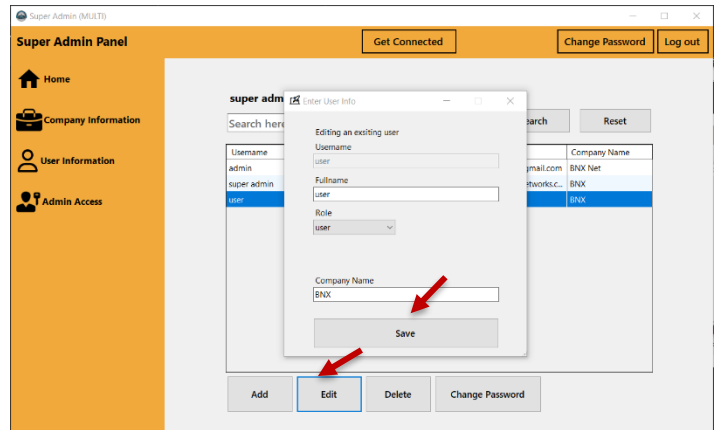 Super Admin (MULTI)
Super Admin Panel
Get Connected
Change Password
Log out
Home
Company Information
User Information
Admin Access
super adm
Search here
earch
Reset
Username
Company Name
admin
gmail.com
BNX Net
super admin
etworks.c...
BNX
user
BNX
Enter User Info
Editing an exsiting user
Username
user
Fullname
user
Role
user
Company Name
BNX
Save
Add
Edit
Delete
Change Password